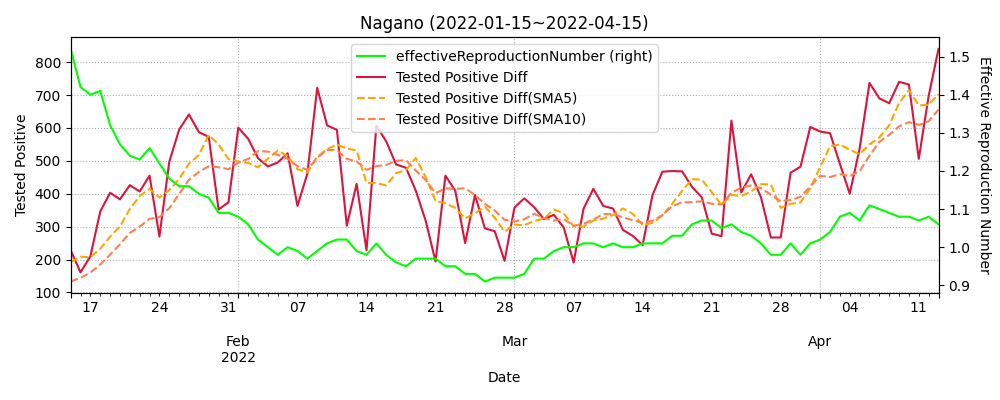 Nagano (2022-01-15~2022-04-15)
effectiveReproductionNumber (right)
Tested Positive Diff
Tested Positive Diff(SMA5)
Tested Positive Diff(SMA10)
Tested Positive
800
700
600
500
400
300
200
100
1.5
1.4
1.3
1.2
1.1
1.0
0.9
Effective Reproduction Number
17 24 31 07 14 21 28 07 14 21 28 04 11
Feb Mar Apr
2022
Date